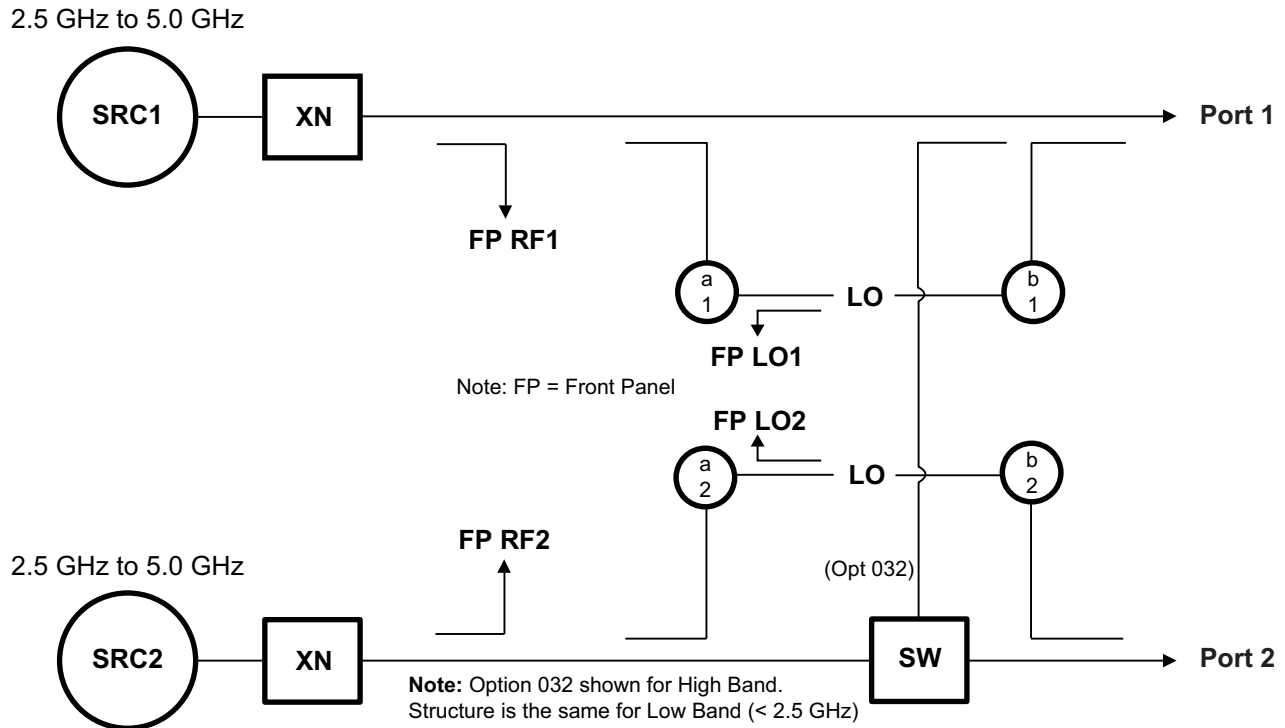 2.5 GHz to 5.0 GHz
SRC1
XN
Port 1
FP RF1
a
1
LO
b
1
FP LO1
Note: FP = Front Panel
FP LO2
a
2
LO
b
2
FP RF2
2.5 GHz to 5.0 GHz
(Opt 032)
SRC2
XN
SW
Port 2
Note: Option 032 shown for High Band.
Structure is the same for Low Band (< 2.5 GHz)